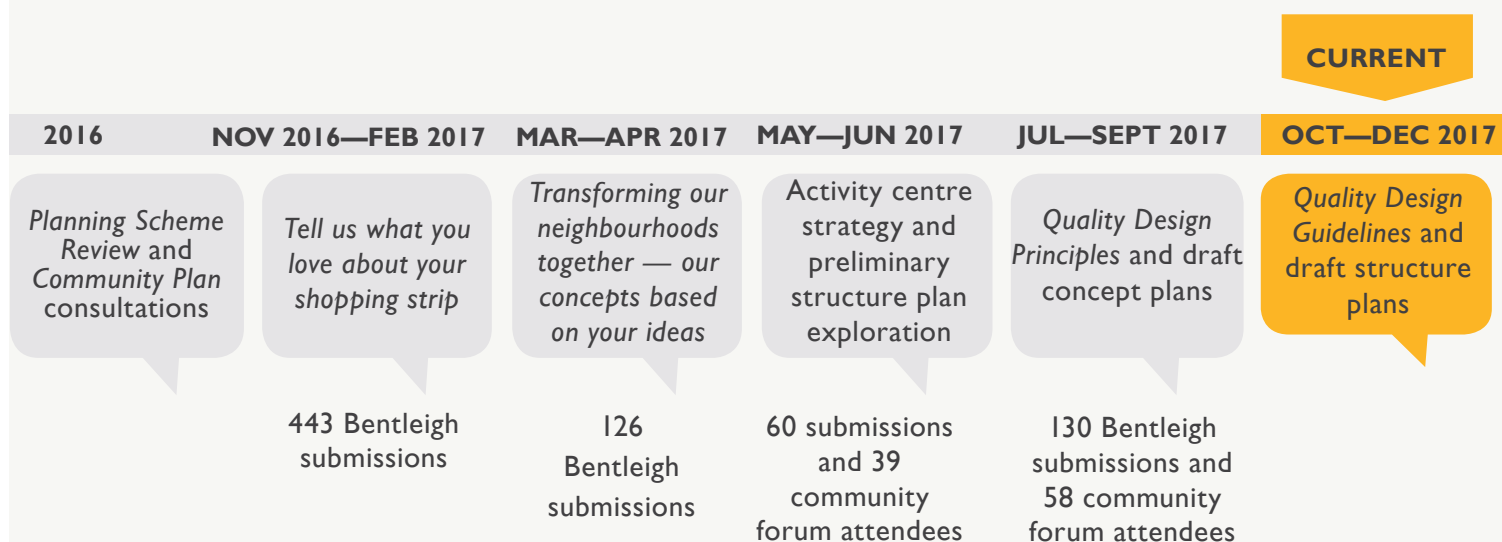 CURRENT
2016
NOV 2016—FEB 2017
MAR—APR 2017
MAY—JUN 2017
JUL—SEPT 2017
OCT—DEC 2017
Planning Scheme
Review and
Community Plan
consultations
Tell us what you
love about your
shopping strip
Transforming our
neighbourhoods
together — our
concepts based
on your ideas
Activity centre
strategy and
preliminary
structure plan
exploration
Quality Design
Principles and draft
concept plans
Quality Design
Guidelines and
draft structure
plans
443 Bentleigh
submissions
126
Bentleigh
submissions
60 submissions
and 39
community
forum attendees
130 Bentleigh
submissions and
58 community
forum attendees